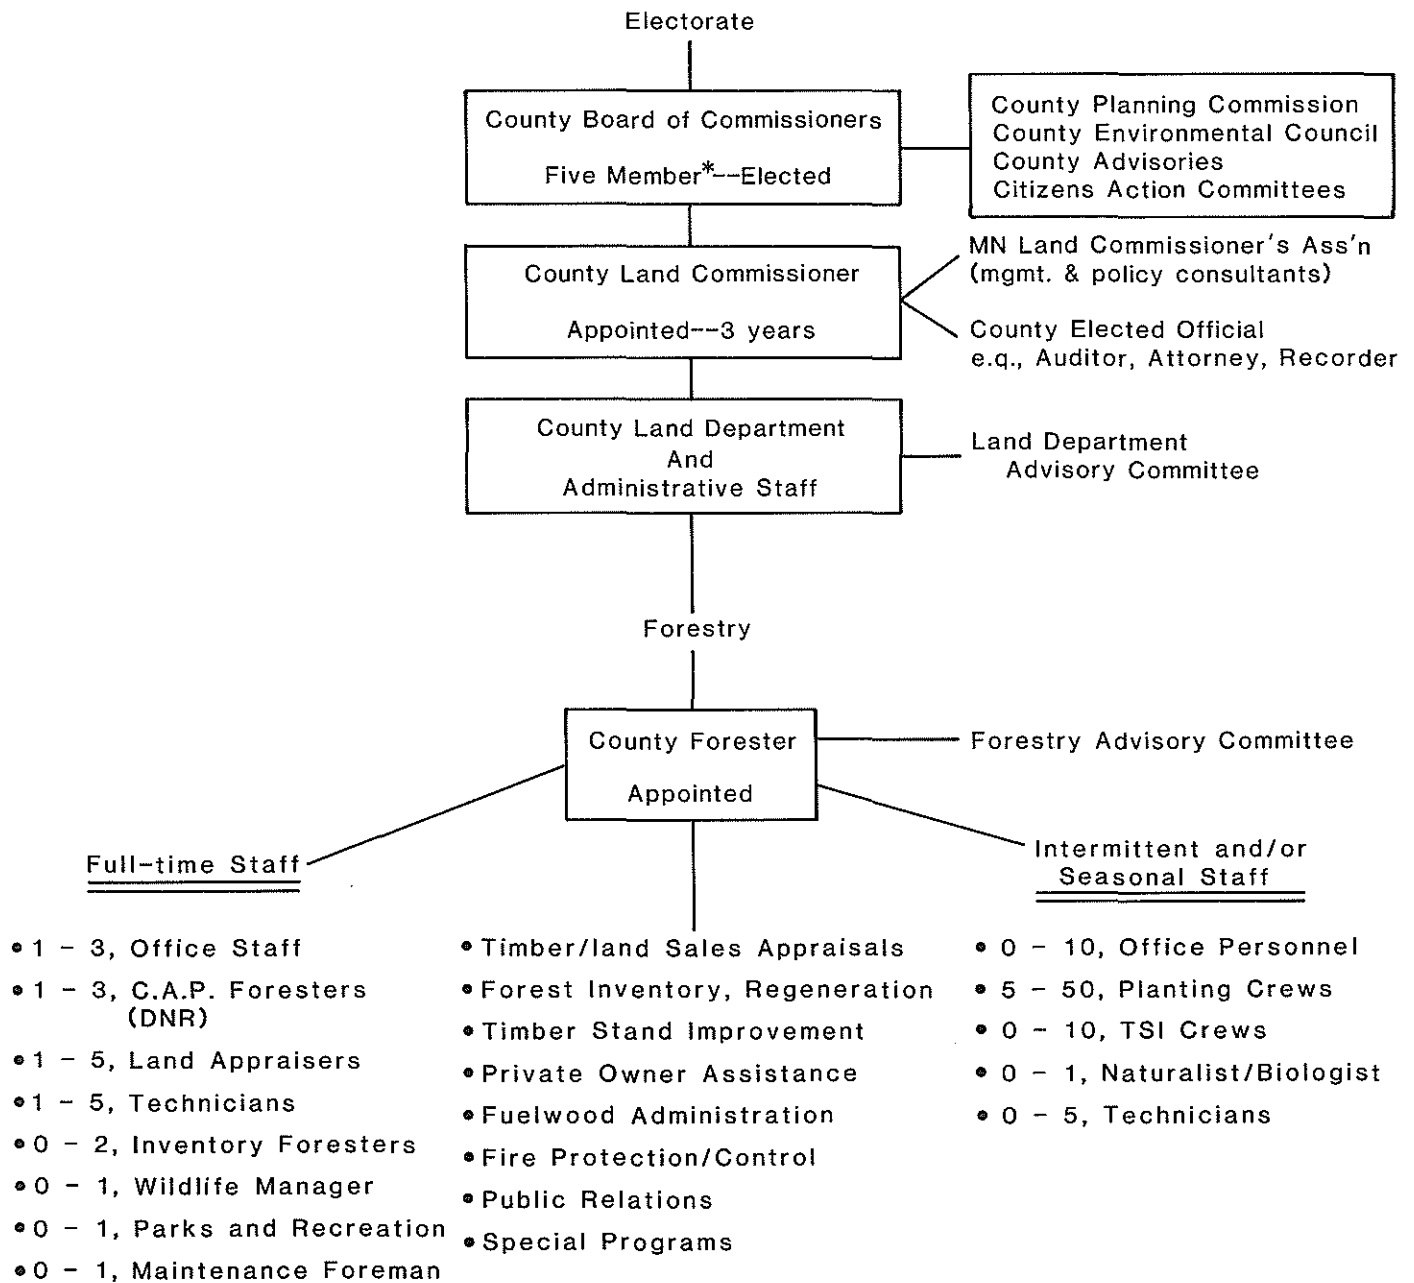 Electorate
County Board of Commissioners
Five Member*--Elected
County Planning Commission
County Environmental Council
County Advisories
Citizens Action Committees
County Land Commissioner
Appointed--3 years
MN Land Commissioner's Ass'n
(mgmt. & policy consultants)
County Elected Official
e.q., Auditor, Attorney, Recorder
County Land Department
And
Administrative Staff
Land Department
Advisory Committee
Forestry
County Forester
Appointed
Forestry Advisory Committee
Full-time Staff
• 1 - 3, Office Staff
• 1 - 3, C.A.P. Foresters
(DNR)
• 1 - 5, Land Appraisers
• 1 - 5, Technicians
• 0 - 2, Inventory Foresters
• 0 - 1, Wildlife Manager
• 0 - 1, Parks and Recreation
• 0 - 1, Maintenance Foreman
• Timber/land Sales Appraisals
• Forest Inventory, Regeneration
• Timber Stand Improvement
• Private Owner Assistance
• Fuelwood Administration
• Fire Protection/Control
• Public Relations
• Special Programs
Intermittent and/or
Seasonal Staff
• 0 - 10, Office Personnel
• 5 - 50, Planting Crews
• 0 - 10, TSI Crews
• 0 - 1, Naturalist/Biologist
• 0 - 5, Technicians